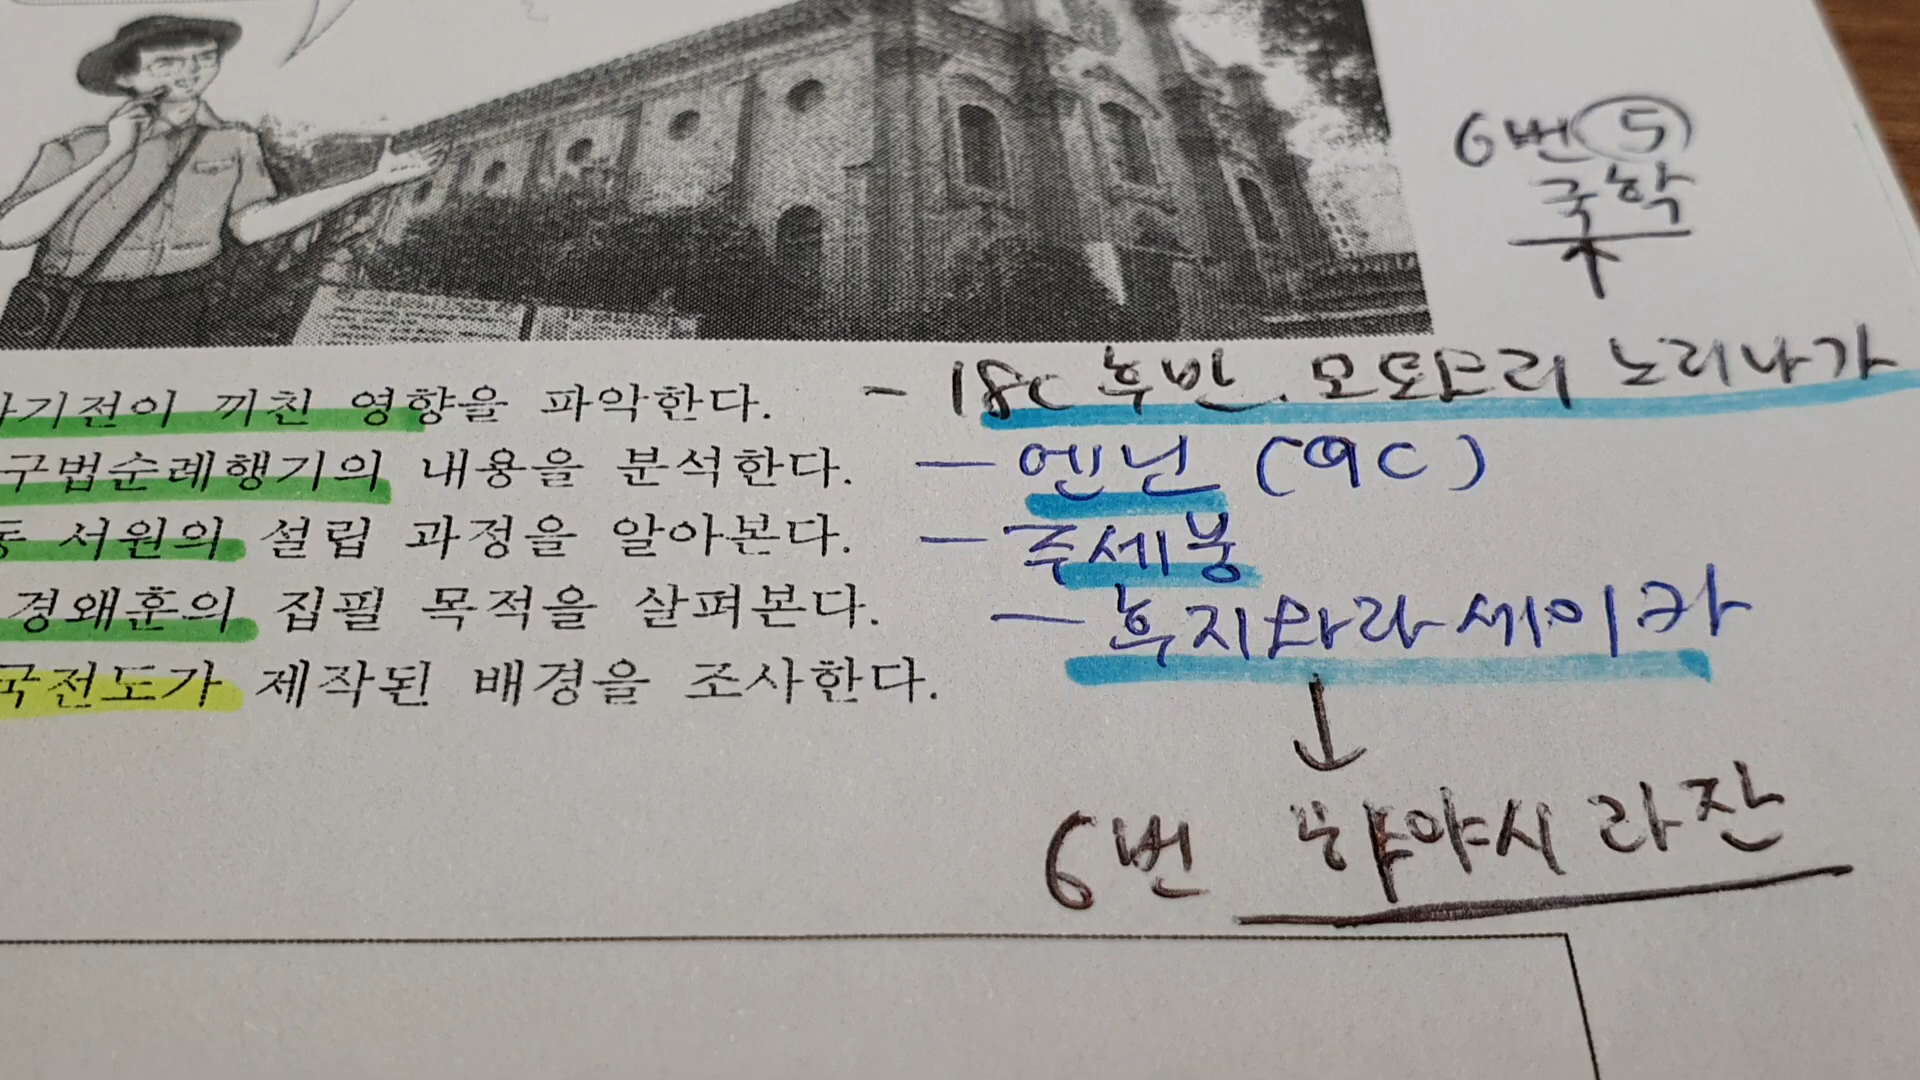 6번 ⑤
국학
사기전이 끼친 영향을 파악한다. - 18C 후반. 모토오리 노리나가
구법순례행기의 내용을 분석한다. - 엔닌 (9C)
동 서원의 설립 과정을 알아본다. - 주세붕
경왜훈의 집필 목적을 살펴본다. - 후지와라 세이카
국전도가 제작된 배경을 조사한다.
6번 하야시 라잔